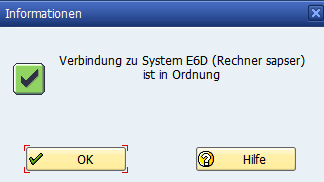 Informationen
Verbindung zu System E6D (Rechner sapser)
ist in Ordnung
OK
Hilfe